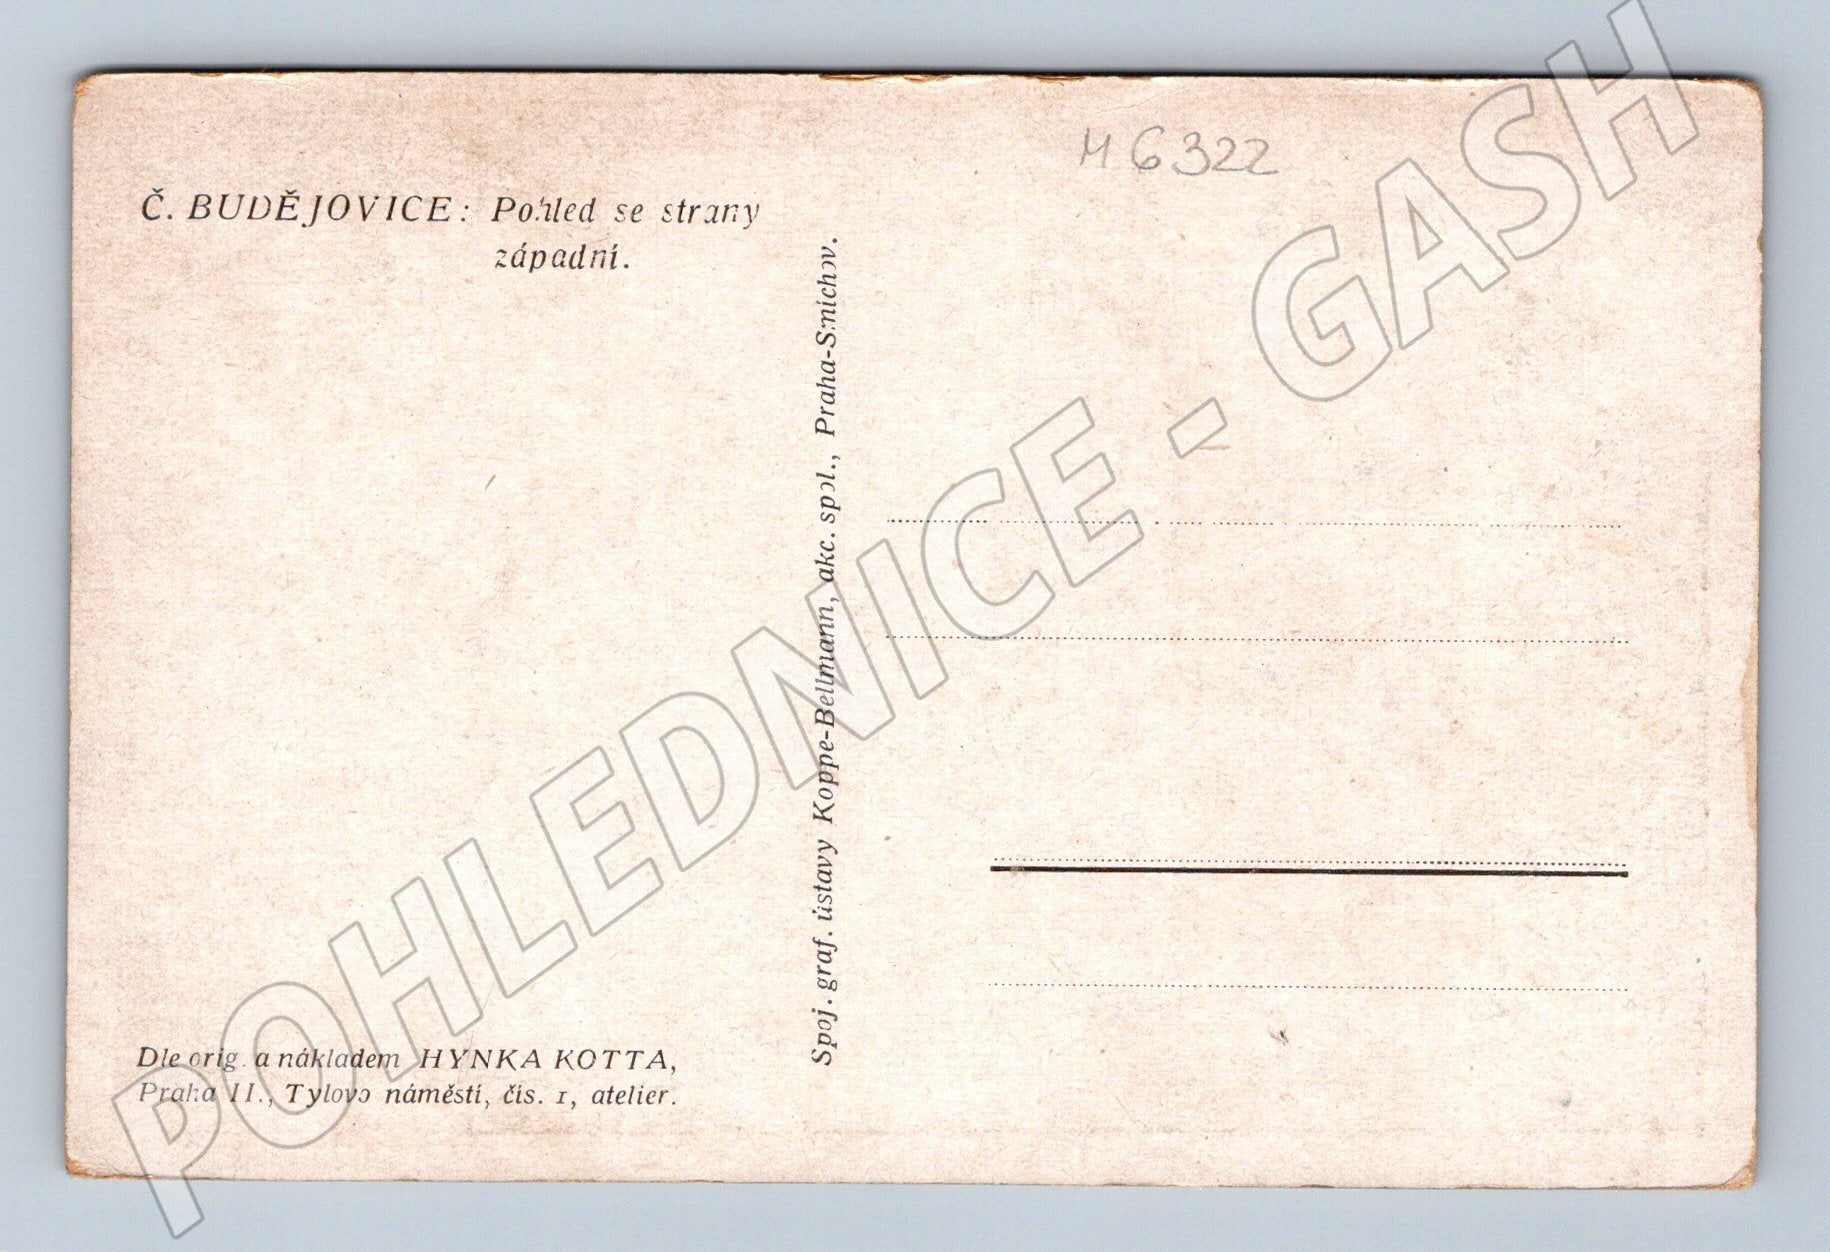 M 6322
Č. BUDĚJOVICE: Pohled se strany
západní.
Spoj. graf. ústavy Koppe-Bellmann, akc. spol., Praha-Smíchov.
Dle orig. a nákladem HYNKA KOTTA,
Praha II., Tylovo náměstí, čís. 1, atelier.
POHLEDNICE - GASH